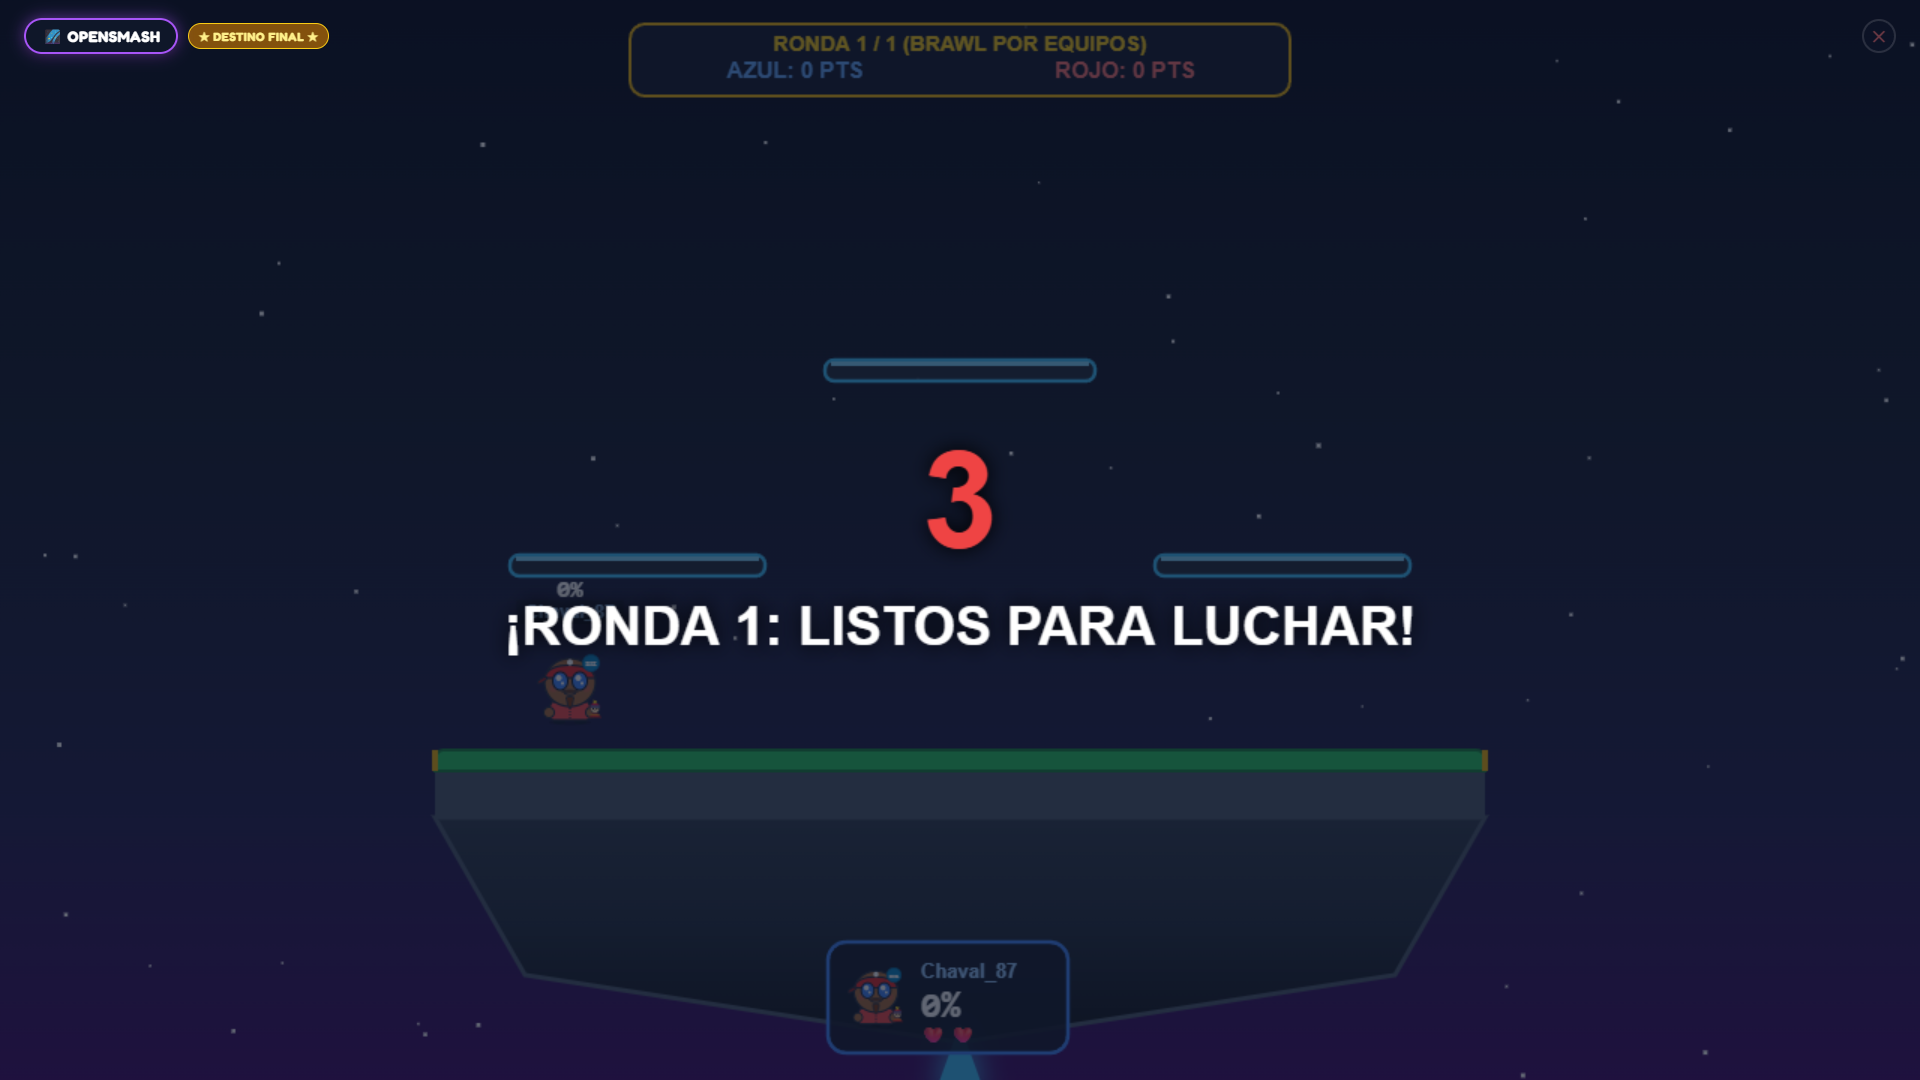 OPENSMASH
★ DESTINO FINAL ★
RONDA 1 / 1 (BRAWL POR EQUIPOS)
AZUL: 0 PTS
ROJO: 0 PTS
3
0%
¡RONDA 1: LISTOS PARA LUCHAR!
Chaval_87
0%